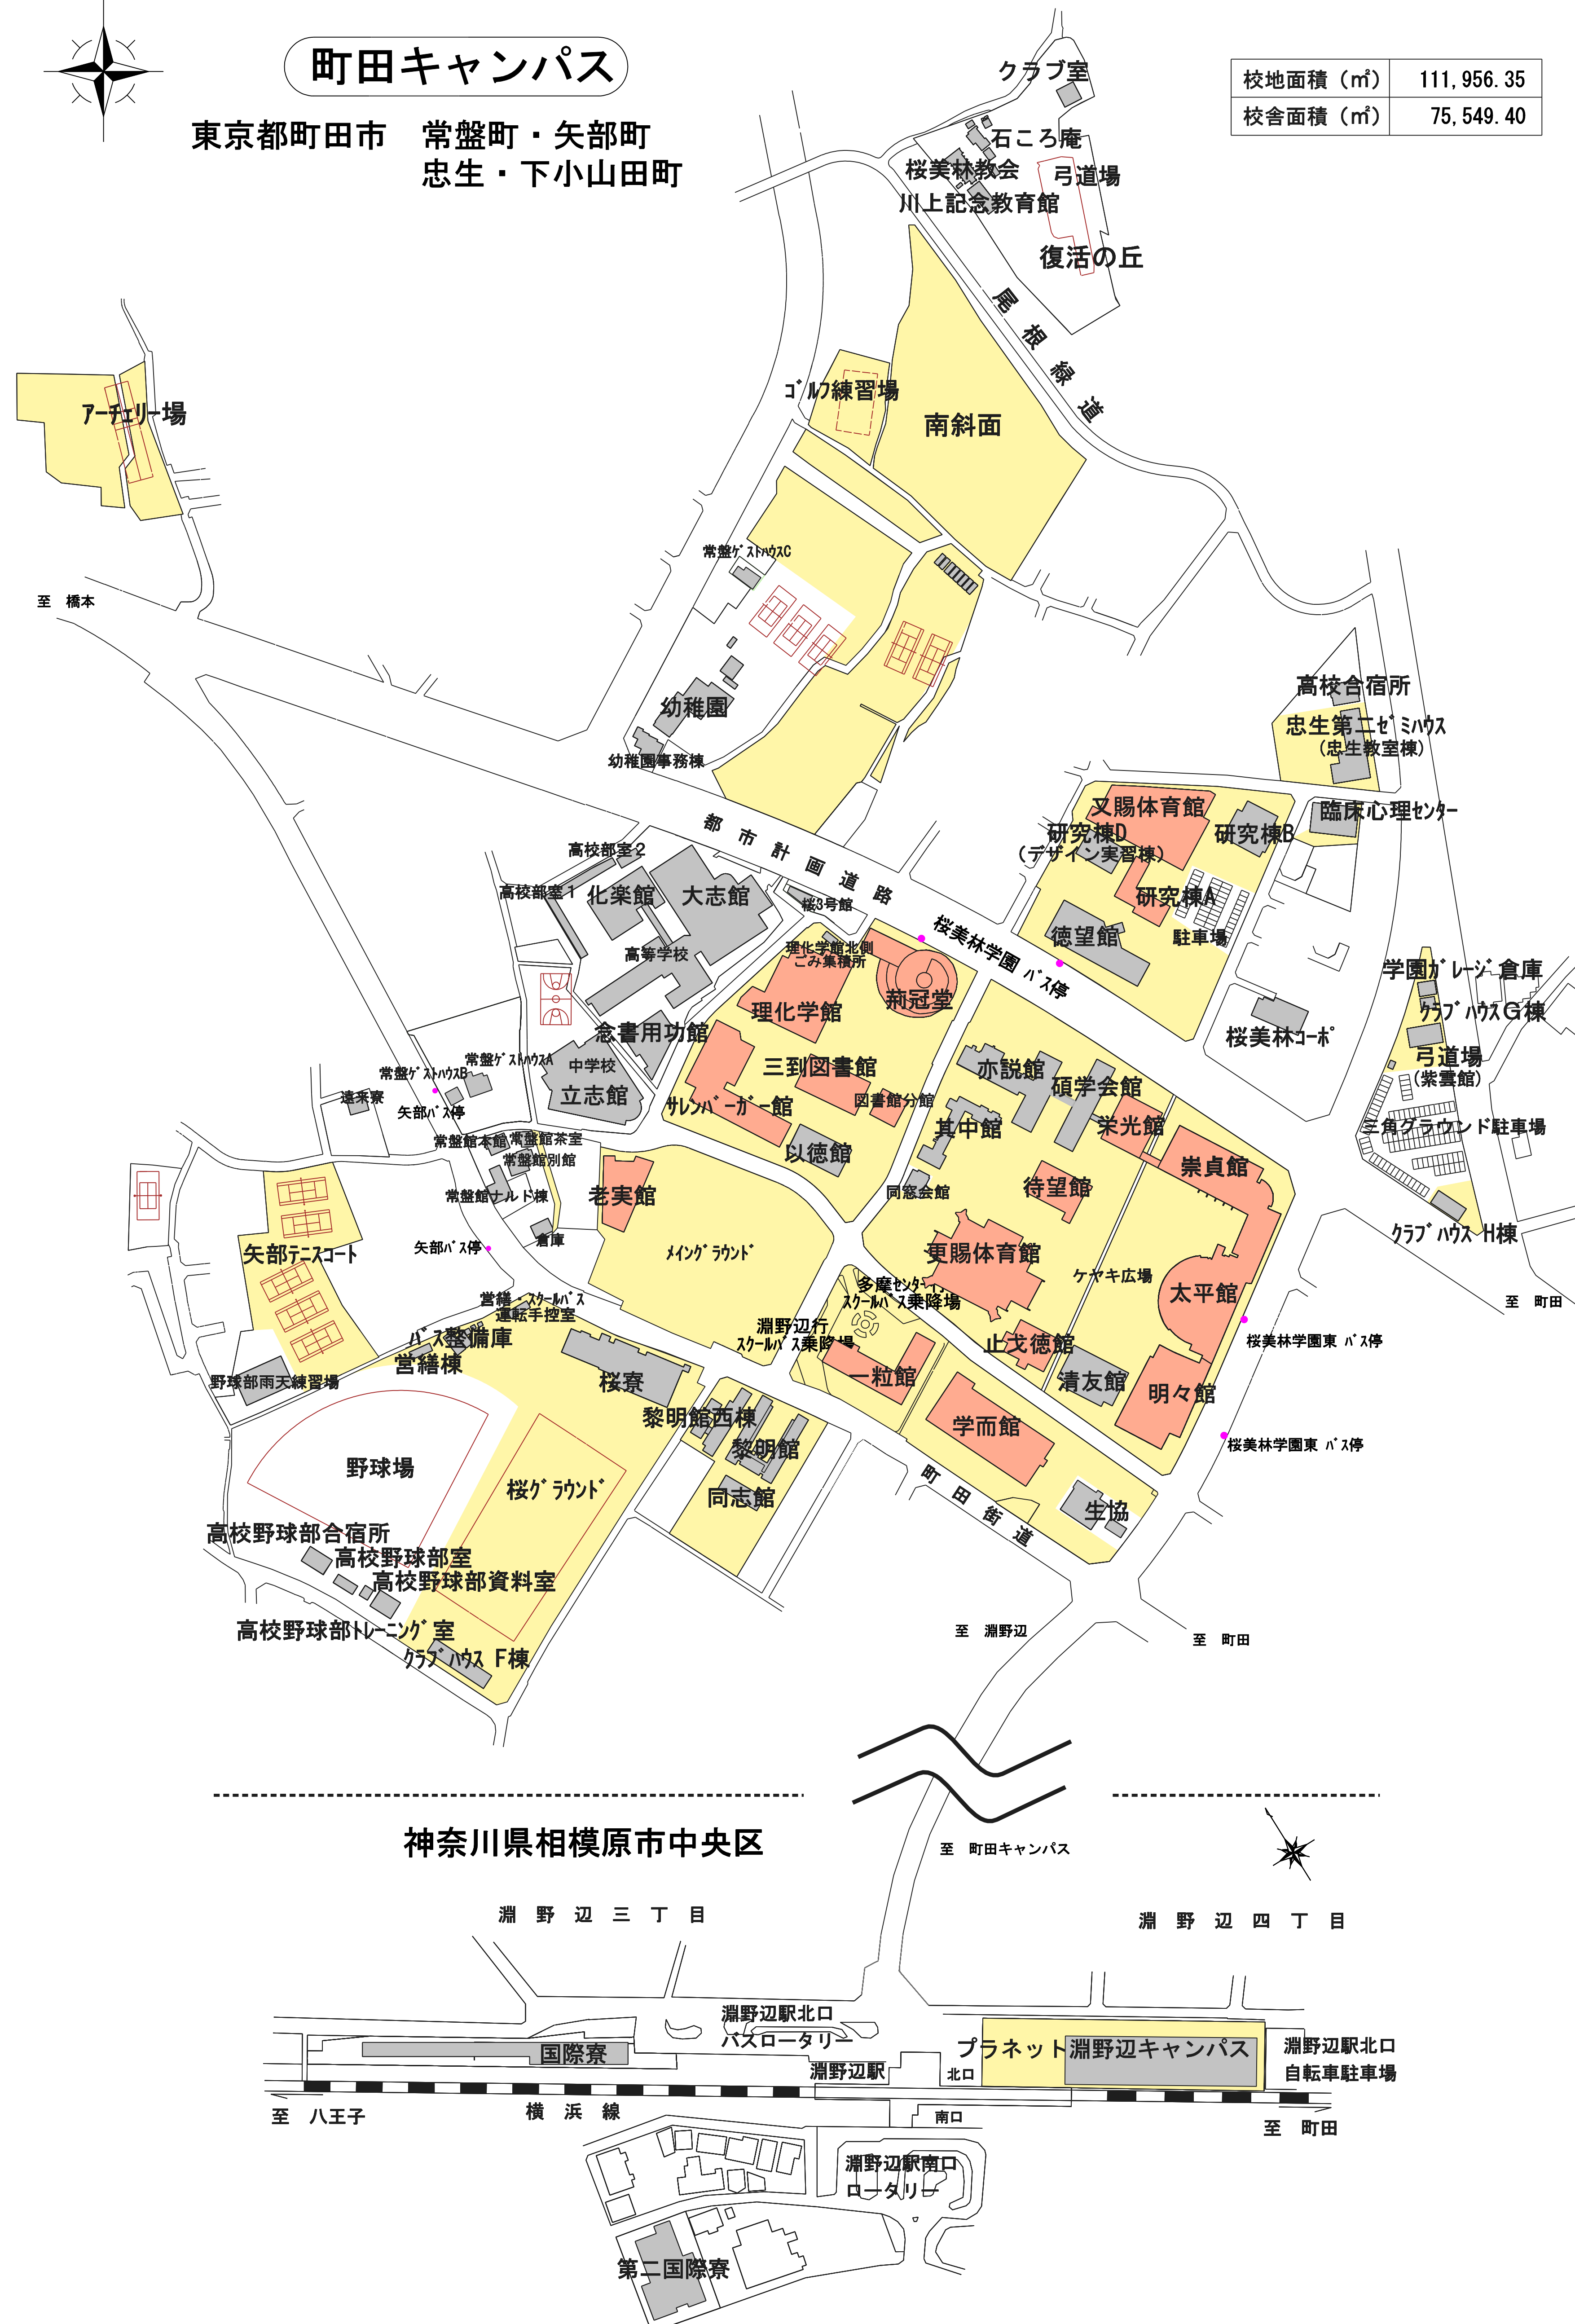 町田キャンパス
東京都町田市　常盤町・矢部町
忠生・下小山田町
校地面積（㎡） 111,956.35
校舎面積（㎡） 75,549.40
クラブ室
石ころ庵
桜美林教会
弓道場
川上記念教育館
復活の丘
尾根緑道
ｺﾞﾙﾌ練習場
南斜面
ｱｰﾁｪﾘｰ場
常盤ｹﾞｽﾄﾊｳｽC
至　橋本
高校合宿所
幼稚園
忠生第二ｾﾞﾐﾊｳｽ
(忠生教室棟)
幼稚園事務棟
都市計画道路
又賜体育館
臨床心理ｾﾝﾀｰ
研究棟D
研究棟B
（デザイン実習棟）
高校部室２
高校部室１
化楽館
大志館
桜3号館
研究棟A
桜美林学園 ﾊﾞｽ停
徳望館
駐車場
高等学校
理化学館北側
ごみ集積所
学園ｶﾞﾚｰｼﾞ倉庫
荊冠堂
理化学館
ｸﾗﾌﾞﾊｳｽＧ棟
念書用功館
桜美林ｺｰﾎﾟ
弓道場
(紫雲館)
常盤ｹﾞｽﾄﾊｳｽA
中学校
三到図書館
亦説館
常盤ｹﾞｽﾄﾊｳｽB
碩学会館
遠来寮
立志館
図書館分館
矢部ﾊﾞｽ停
ｻﾚﾝﾊﾞｰｶﾞｰ館
其中館
栄光館
三角グラウンド駐車場
常盤館本館
常盤館茶室
以徳館
常盤館別館
崇貞館
常盤館ナルド棟
老実館
同窓会館
待望館
ｸﾗﾌﾞﾊｳｽ H棟
倉庫
矢部ﾊﾞｽ停
矢部ﾃﾆｽｺｰﾄ
ﾒｲﾝｸﾞﾗｳﾝﾄﾞ
更賜体育館
ケヤキ広場
太平館
多摩ｾﾝﾀｰ行
ｽｸｰﾙﾊﾞｽ乗降場
至　町田
営繕・ｽｸｰﾙﾊﾞｽ
運転手控室
淵野辺行
ｽｸｰﾙﾊﾞｽ乗降場
ﾊﾞｽ整備庫
止戈徳館
桜美林学園東 ﾊﾞｽ停
営繕棟
野球部雨天練習場
桜寮
一粒館
清友館
明々館
黎明館西棟
学而館
黎明館
桜美林学園東 ﾊﾞｽ停
野球場
桜ｸﾞﾗｳﾝﾄﾞ
同志館
町田街道
生協
高校野球部合宿所
高校野球部室
高校野球部資料室
高校野球部ﾄﾚｰﾆﾝｸﾞ室
至　淵野辺
至　町田
ｸﾗﾌﾞﾊｳｽ F棟
神奈川県相模原市中央区
至　町田キャンパス
淵野辺三丁目
淵野辺四丁目
淵野辺駅北口
バスロータリー
国際寮
淵野辺駅
北口
プラネット淵野辺キャンパス
淵野辺駅北口
自転車駐車場
至　八王子
横浜線
南口
至　町田
淵野辺駅南口
ロータリー
第二国際寮